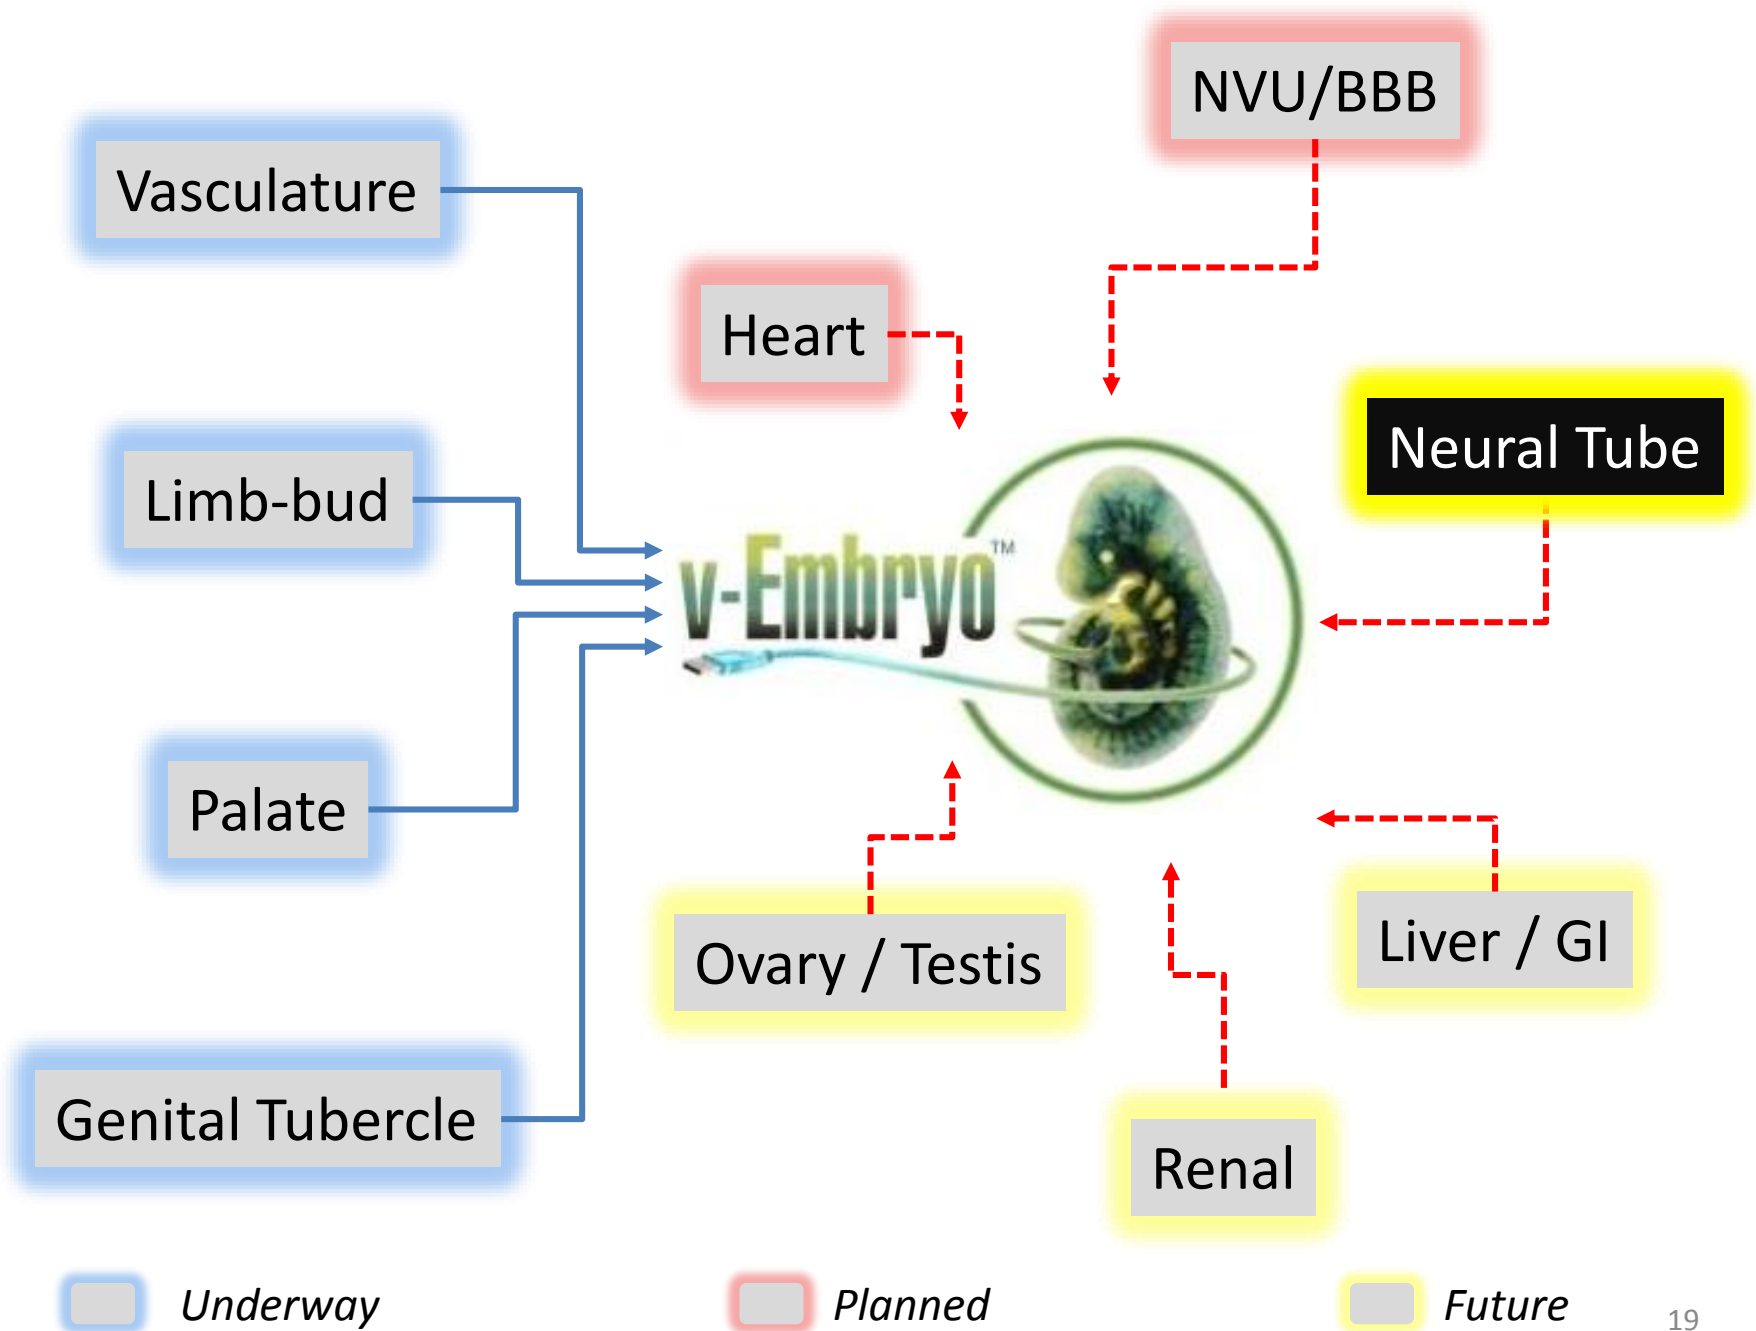 NVU/BBB
Vasculature
Heart
Neural Tube
Limb-bud
v-Embryo™
Palate
Ovary / Testis
Liver / GI
Genital Tubercle
Renal
Underway
Planned
Future
19